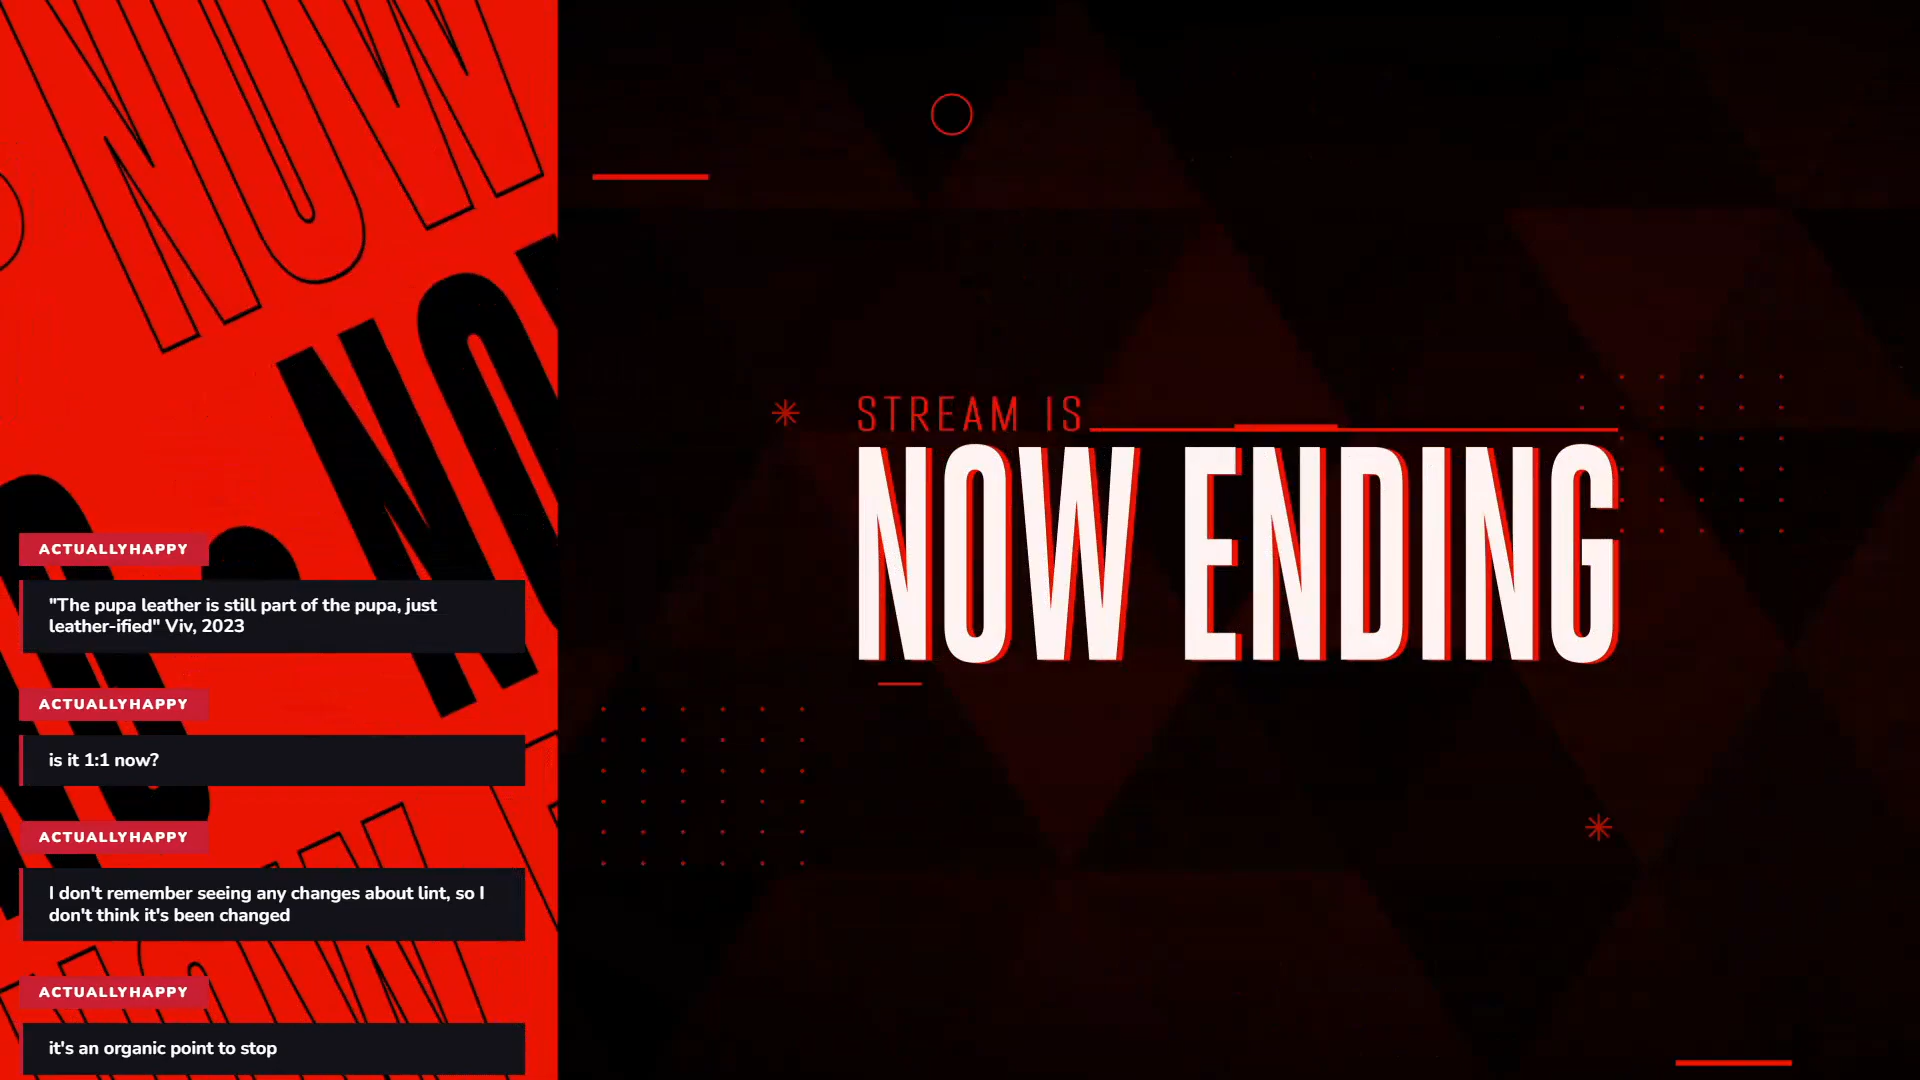 NOW
NOW
ACTUALLYHAPPY
"The pupa leather is still part of the pupa, just
leather-ified" Viv, 2023
ACTUALLYHAPPY
is it 1:1 now?
ACTUALLYHAPPY
I don't remember seeing any changes about lint, so I
don't think it's been changed
ACTUALLYHAPPY
it's an organic point to stop
STREAM IS
NOW ENDING